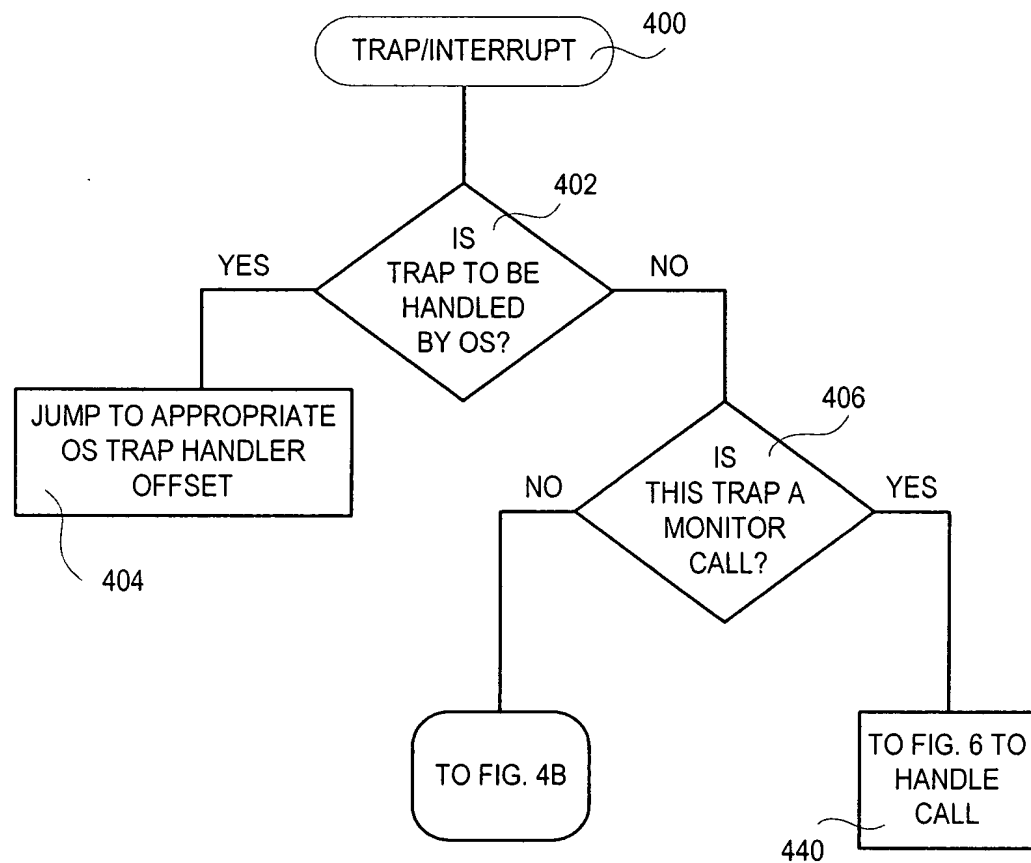 TRAP/INTERRUPT
400
402
IS
TRAP TO BE
HANDLED
BY OS?
YES
NO
JUMP TO APPROPRIATE
OS TRAP HANDLER
OFFSET
404
406
IS
THIS TRAP A
MONITOR
CALL?
NO
YES
TO FIG. 4B
TO FIG. 6 TO
HANDLE
CALL
440